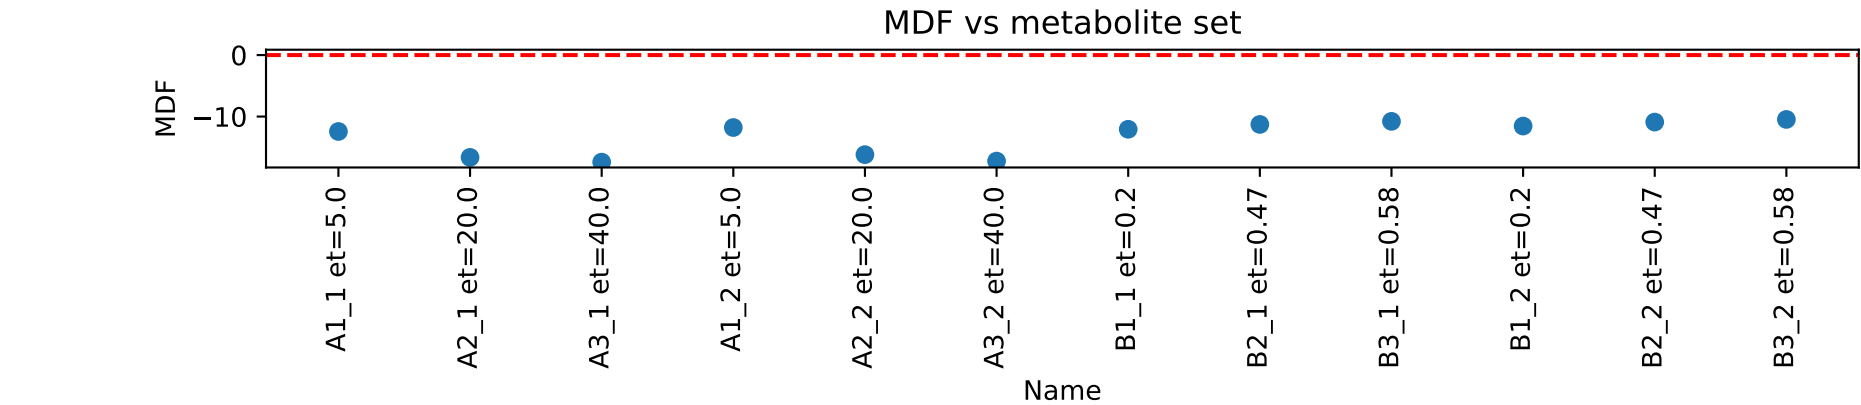 MDF vs metabolite set
0
−10
MDF
A1_1 et=5.0
A2_1 et=20.0
A3_1 et=40.0
A1_2 et=5.0
A2_2 et=20.0
A3_2 et=40.0
B1_1 et=0.2
B2_1 et=0.47
B3_1 et=0.58
B1_2 et=0.2
B2_2 et=0.47
B3_2 et=0.58
Name